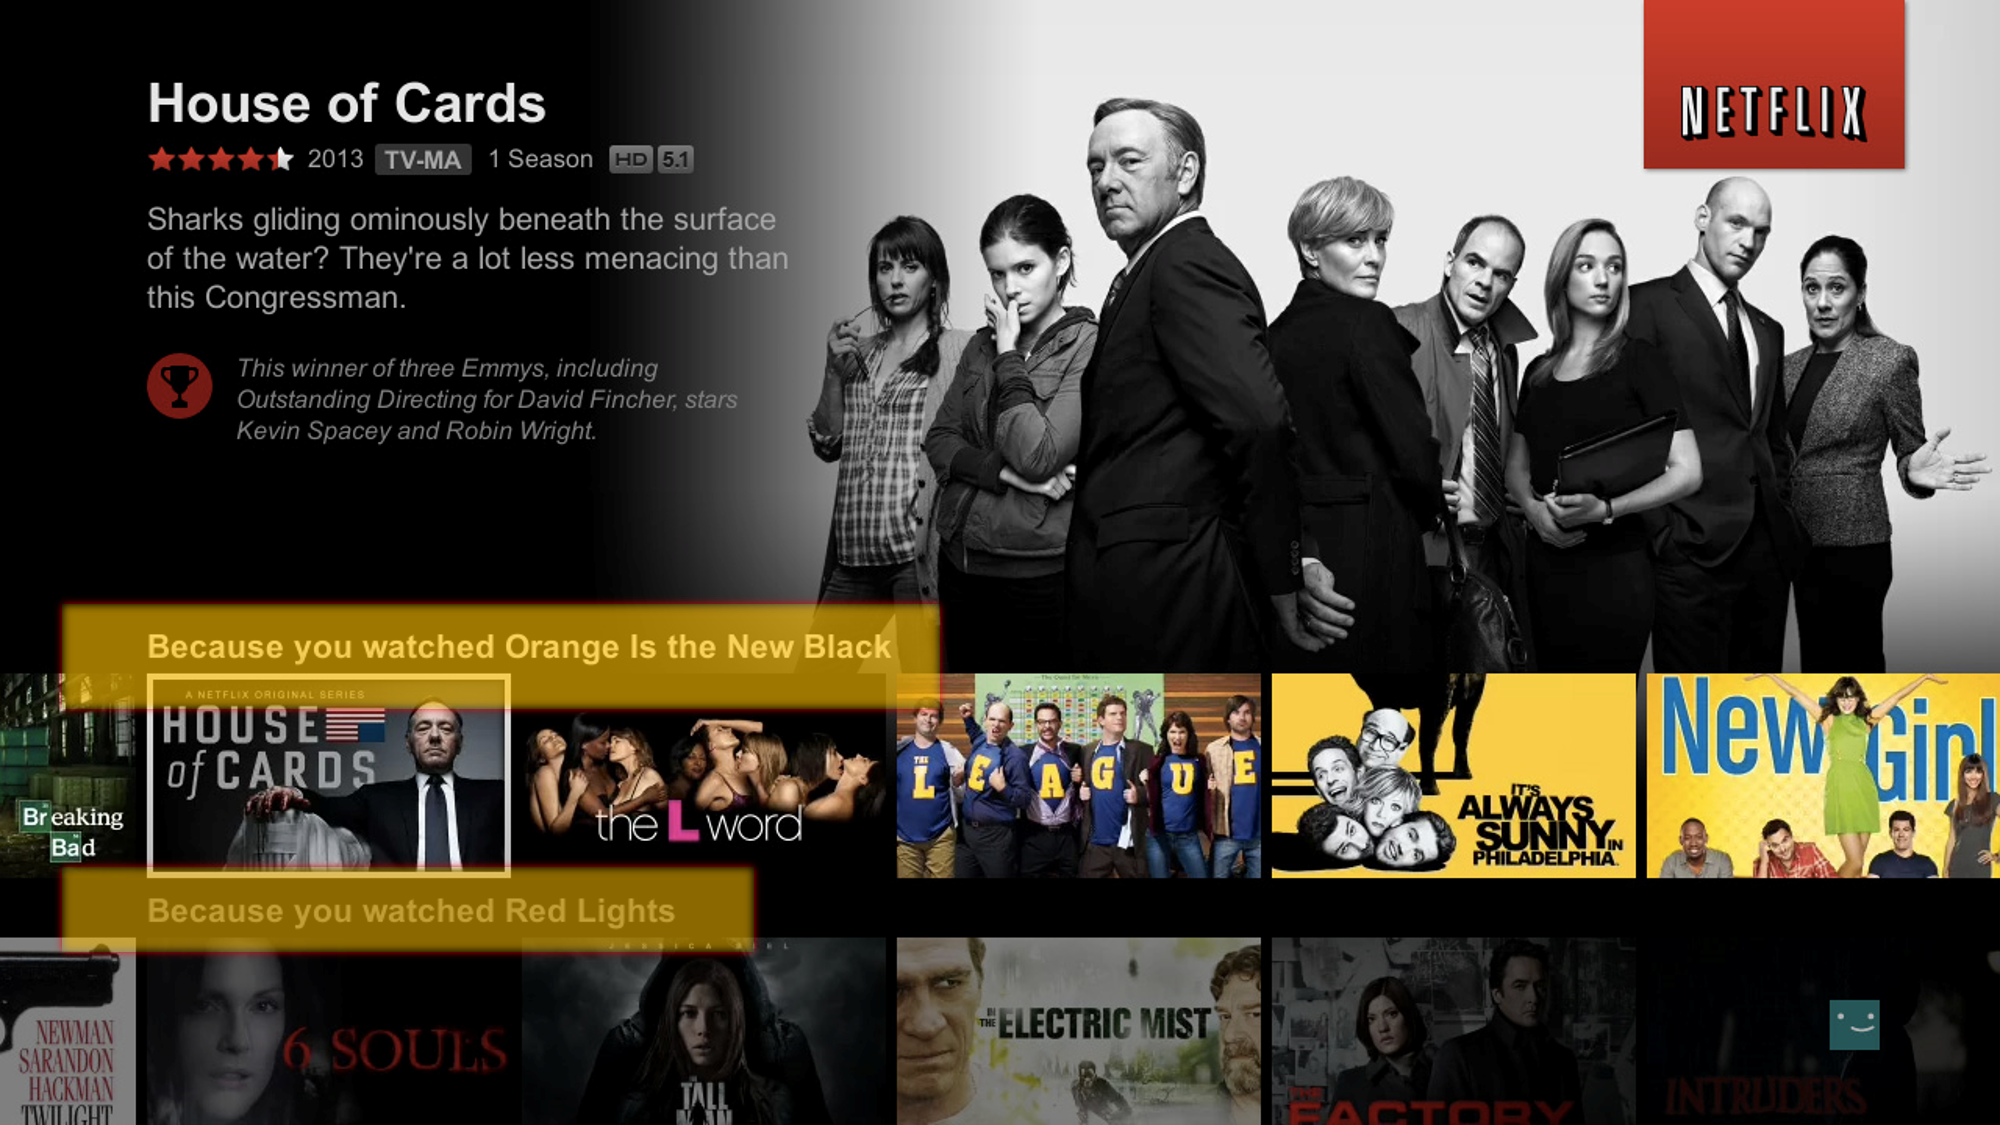 NETFLIX
House of Cards
2013 TV-MA 1 Season HD 5.1
Sharks gliding ominously beneath the surface
of the water? They're a lot less menacing than
this Congressman.
This winner of three Emmys, including
Outstanding Directing for David Fincher, stars
Kevin Spacey and Robin Wright.
Because you watched Orange Is the New Black
Breaking
Bad
A NETFLIX ORIGINAL SERIES
HOUSE
of CARDS
the L word
THE
LEAGUE
IT'S
ALWAYS
SUNNY IN
PHILADELPHIA
New Girl
Because you watched Red Lights
NEWMAN
SARANDON
HACKMAN
TWILIGHT
6 SOULS
JESSICA BIEL
THE
TALL
MAN
IN THE ELECTRIC MIST
THE
FACTORY
INTRUDERS